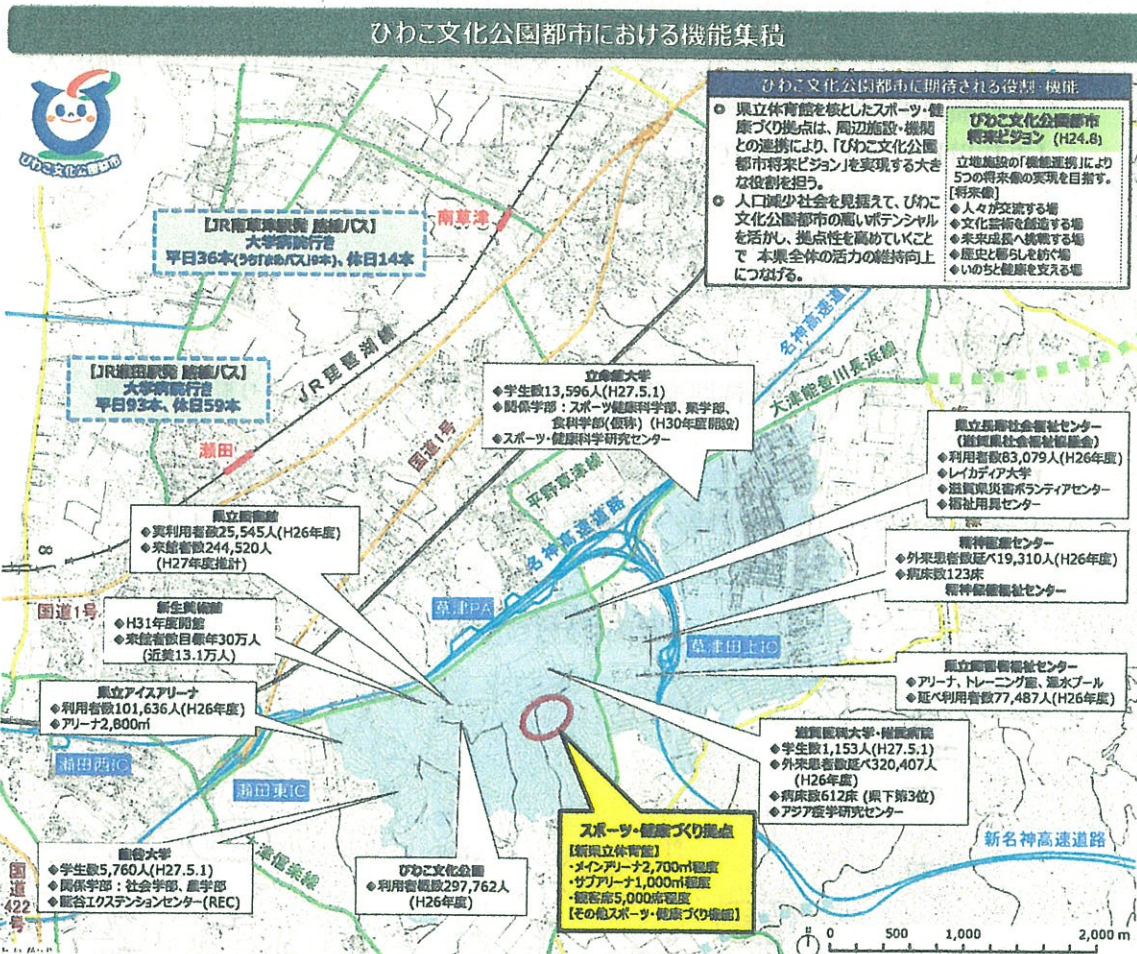 びわこ文化公園都市における機能集積
びわこ文化公園都市
びわこ文化公園都市に期待される役割・機能
県立体育館を核としたスポーツ・健
康づくり拠点は、周辺施設・機関
との連携により、「びわこ文化公園
都市将来ビジョン」を実現する大き
な役割を担う。
人口減少社会を見据えて、びわこ
文化公園都市の高いポテンシャル
を活かし、拠点性を高めていくこと
で 本県全体の活力の維持向上
につなげる。
びわこ文化公園都市
将来ビジョン (H24.8)
立地施設の「機能連携」により
5つの将来像の実現を目指す。
[将来像]
◆人々が交流する場
◆文化芸術を創造する場
◆未来成長へ挑戦する場
◆歴史と暮らしを紡ぐ場
◆いのちと健康を支える場
【JR南草津駅発 路線バス】
大学病院行き
平日36本(うちまめバス19本)、休日14本
南草津
【JR瀬田駅発 路線バス】
大学病院行き
平日93本、休日59本
JR琵琶湖線
瀬田
国道1号
名神高速道路
大津能登川長浜線
平野草津線
名神高速道路
立命館大学
◆学生数13,596人(H27.5.1)
◆関係学部:スポーツ健康科学部、薬学部、
食科学部(仮称) (H30年度開設)
◆スポーツ・健康科学研究センター
県立長寿社会福祉センター
(滋賀県社会福祉協議会)
◆利用者数83,079人(H26年度)
◆レイカディア大学
◆滋賀県災害ボランティアセンター
◆福祉用具センター
県立図書館
◆実利用者数25,545人(H26年度)
◆来館者数244,520人
(H27年度推計)
精神医療センター
◆外来患者数延べ19,310人(H26年度)
◆病床数123床
精神保健福祉センター
国道1号
新生美術館
◆H31年度開館
◆来館者数目標年30万人
(近美13.1万人)
草津PA
草津田上IC
県立障害者福祉センター
◆アリーナ、トレーニング室、温水プール
◆延べ利用者数77,487人(H26年度)
県立アイスアリーナ
◆利用者数101,636人(H26年度)
◆アリーナ2,800㎡
瀬田西IC
瀬田東IC
滋賀医科大学・附属病院
◆学生数1,153人(H27.5.1)
◆外来患者数延べ320,407人
(H26年度)
◆病床数612床 (県下第3位)
◆アジア疫学研究センター
スポーツ・健康づくり拠点
【新県立体育館】
・メインアリーナ2,700㎡程度
・サブアリーナ1,000㎡程度
・観客席5,000席程度
【その他スポーツ・健康づくり機能】
新名神高速道路
龍谷大学
◆学生数5,760人(H27.5.1)
◆関係学部:社会学部、農学部
◆龍谷エクステンションセンター(REC)
大津信楽線
びわこ文化公園
◆利用者概数297,762人
(H26年度)
国道422号
0 500 1,000 2,000 m